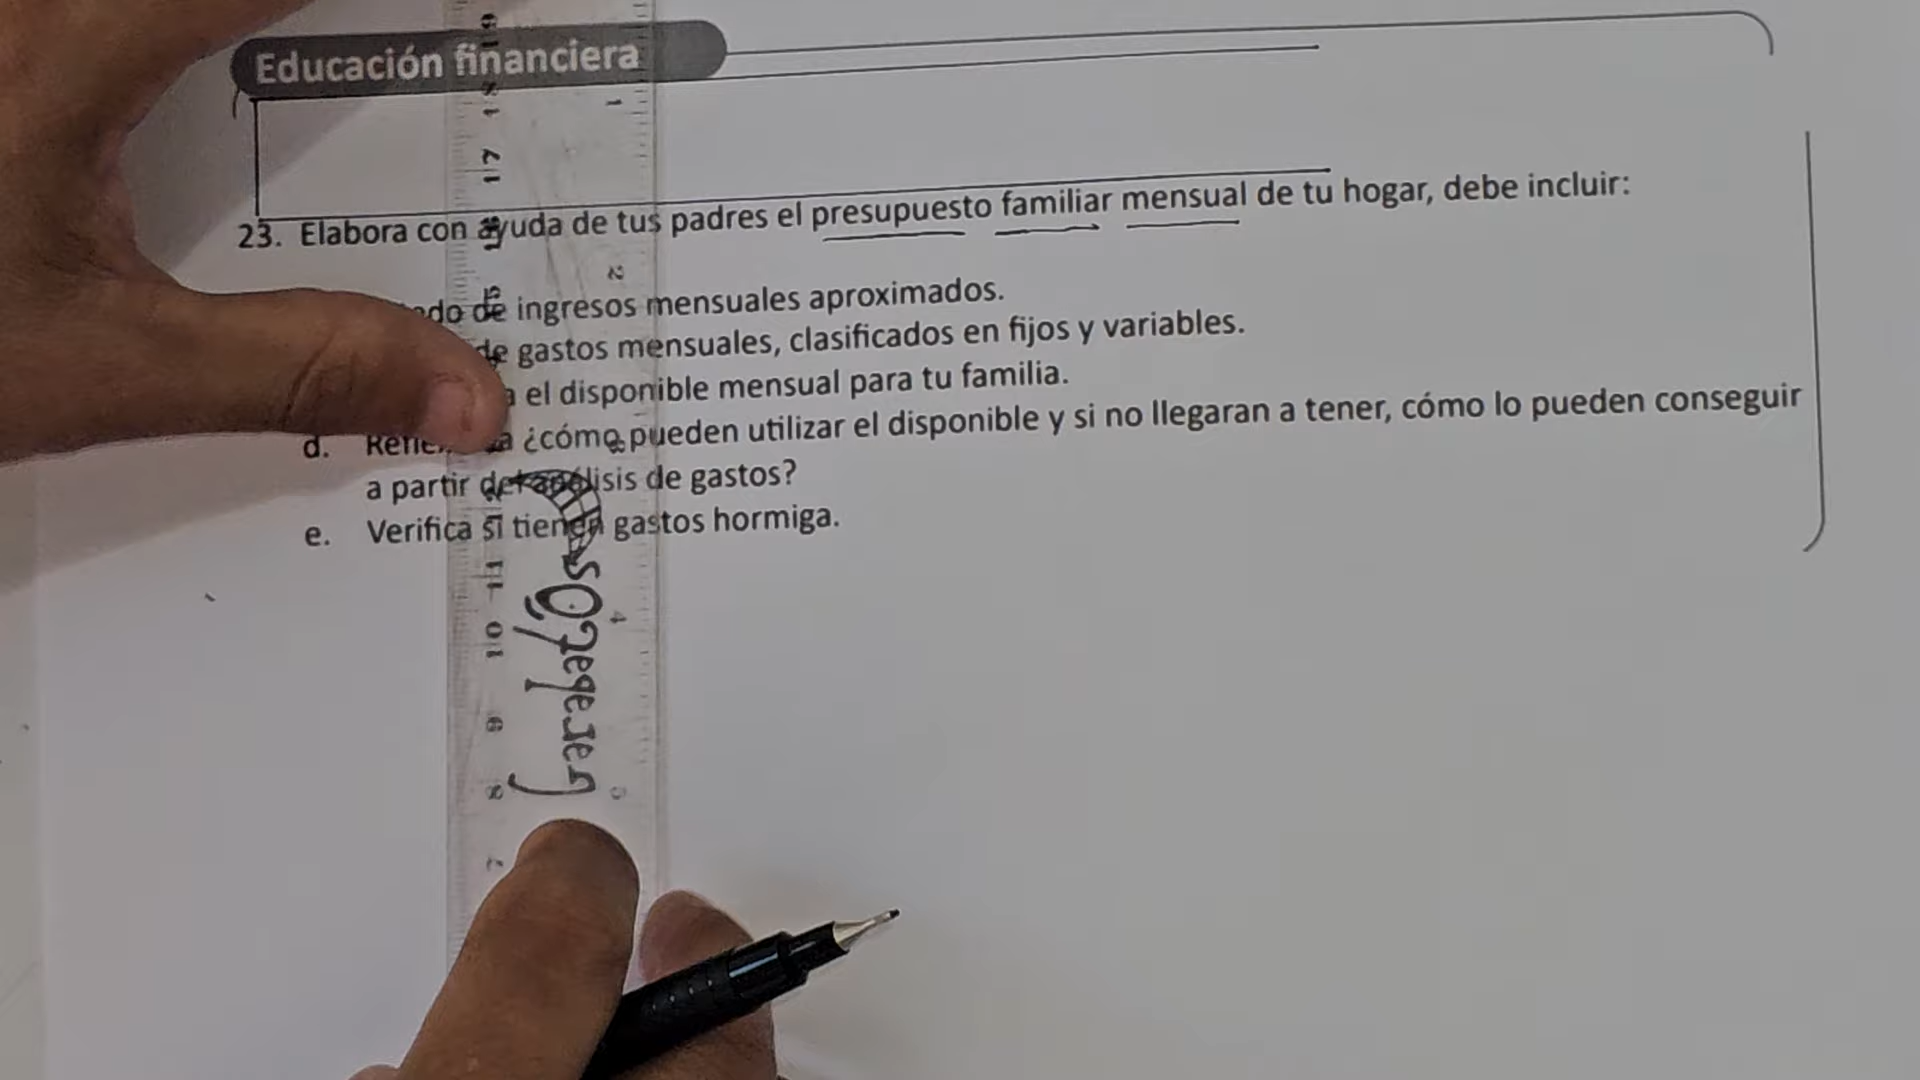 Educación financiera
23. Elabora con ayuda de tus padres el presupuesto familiar mensual de tu hogar, debe incluir:
de ingresos mensuales aproximados.
de gastos mensuales, clasificados en fijos y variables.
el disponible mensual para tu familia.
d. ¿cómo pueden utilizar el disponible y si no llegaran a tener, cómo lo pueden conseguir
a partir del análisis de gastos?
e. Verifica si tienen gastos hormiga.